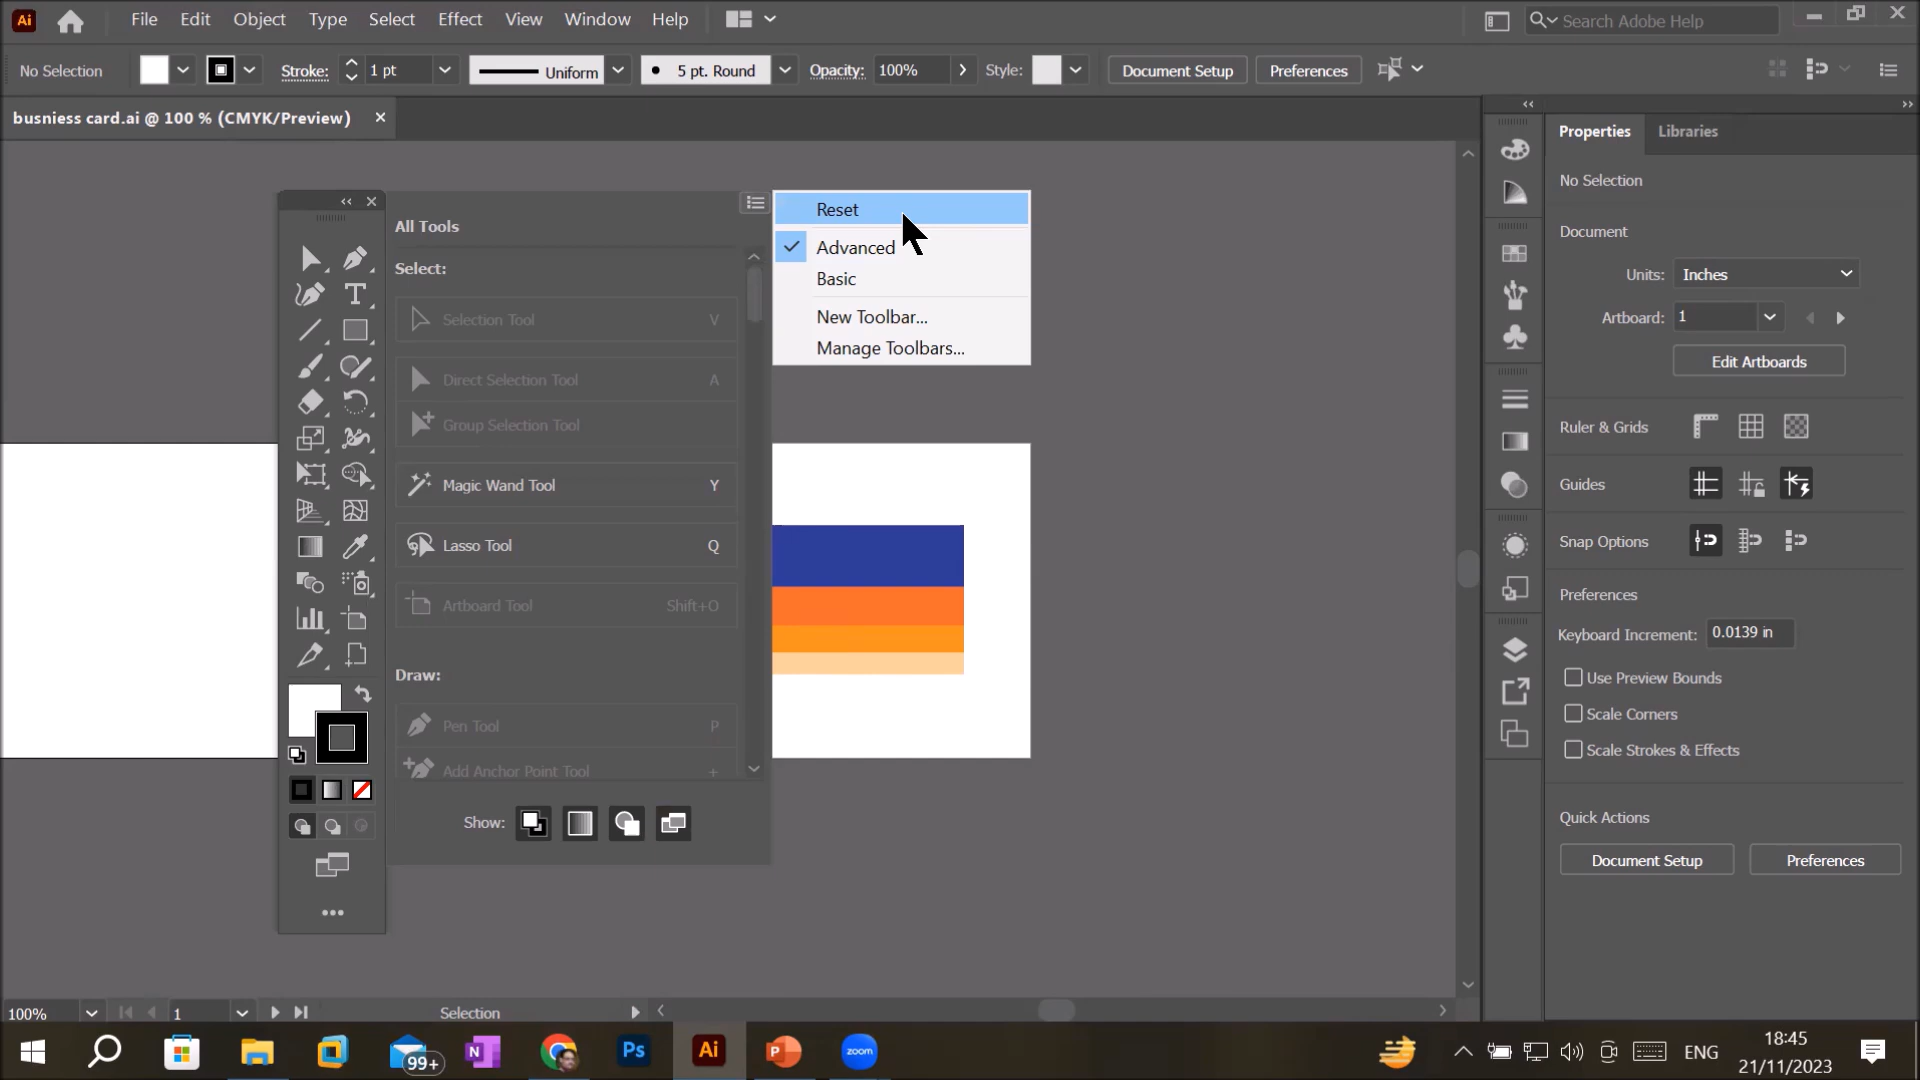 Ai File Edit Object Type Select Effect View Window Help Search Adobe Help
No Selection Stroke: 1 pt Uniform 5 pt. Round Opacity: 100% Style: Document Setup Preferences
busniess card.ai @ 100 % (CMYK/Preview)
All Tools
Select:
Selection Tool V
Direct Selection Tool A
Group Selection Tool
Magic Wand Tool Y
Lasso Tool Q
Artboard Tool Shift+O
Draw:
Pen Tool P
Add Anchor Point Tool +
Show:
Reset
Advanced
Basic
New Toolbar...
Manage Toolbars...
Properties Libraries
No Selection
Document
Units: Inches
Artboard: 1
Edit Artboards
Ruler & Grids
Guides
Snap Options
Preferences
Keyboard Increment: 0.0139 in
Use Preview Bounds
Scale Corners
Scale Strokes & Effects
Quick Actions
Document Setup Preferences
100% 1 Selection
99+ Ps Ai zoom ENG
18:45
21/11/2023